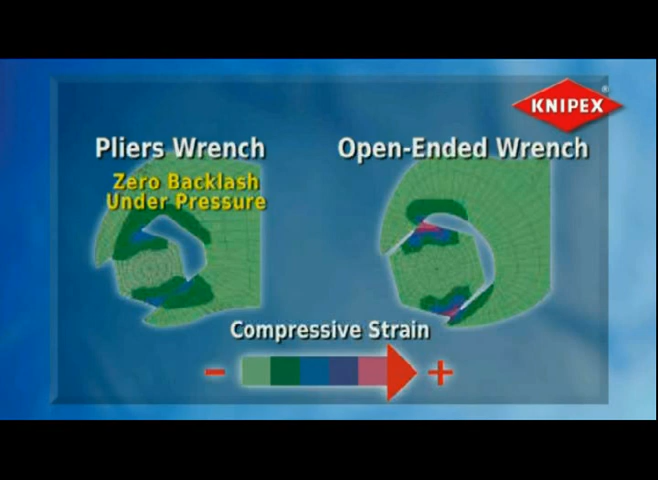 KNIPEX®
Pliers Wrench
Open-Ended Wrench
Zero Backlash
Under Pressure
Compressive Strain
- +